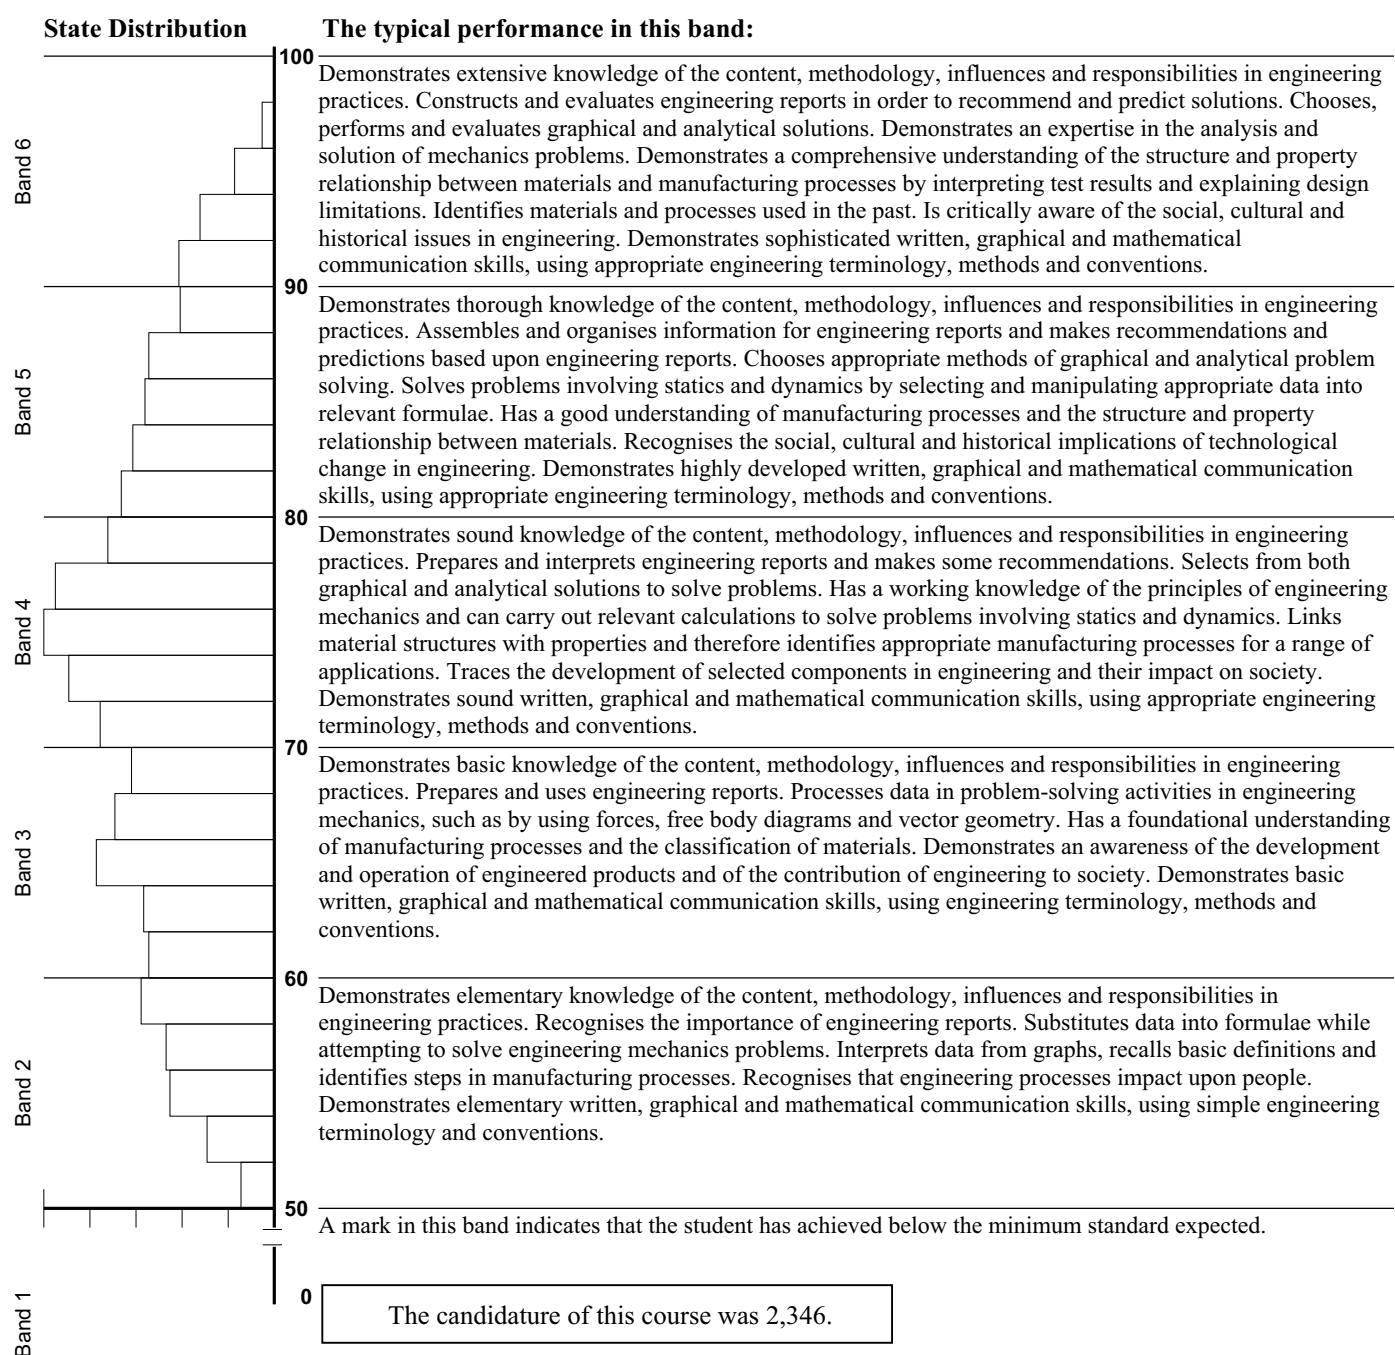 State Distribution
The typical performance in this band:
100
Band 6
Demonstrates extensive knowledge of the content, methodology, influences and responsibilities in engineering
practices. Constructs and evaluates engineering reports in order to recommend and predict solutions. Chooses,
performs and evaluates graphical and analytical solutions. Demonstrates an expertise in the analysis and
solution of mechanics problems. Demonstrates a comprehensive understanding of the structure and property
relationship between materials and manufacturing processes by interpreting test results and explaining design
limitations. Identifies materials and processes used in the past. Is critically aware of the social, cultural and
historical issues in engineering. Demonstrates sophisticated written, graphical and mathematical
communication skills, using appropriate engineering terminology, methods and conventions.
90
Band 5
Demonstrates thorough knowledge of the content, methodology, influences and responsibilities in engineering
practices. Assembles and organises information for engineering reports and makes recommendations and
predictions based upon engineering reports. Chooses appropriate methods of graphical and analytical problem
solving. Solves problems involving statics and dynamics by selecting and manipulating appropriate data into
relevant formulae. Has a good understanding of manufacturing processes and the structure and property
relationship between materials. Recognises the social, cultural and historical implications of technological
change in engineering. Demonstrates highly developed written, graphical and mathematical communication
skills, using appropriate engineering terminology, methods and conventions.
80
Band 4
Demonstrates sound knowledge of the content, methodology, influences and responsibilities in engineering
practices. Prepares and interprets engineering reports and makes some recommendations. Selects from both
graphical and analytical solutions to solve problems. Has a working knowledge of the principles of engineering
mechanics and can carry out relevant calculations to solve problems involving statics and dynamics. Links
material structures with properties and therefore identifies appropriate manufacturing processes for a range of
applications. Traces the development of selected components in engineering and their impact on society.
Demonstrates sound written, graphical and mathematical communication skills, using appropriate engineering
terminology, methods and conventions.
70
Band 3
Demonstrates basic knowledge of the content, methodology, influences and responsibilities in engineering
practices. Prepares and uses engineering reports. Processes data in problem-solving activities in engineering
mechanics, such as by using forces, free body diagrams and vector geometry. Has a foundational understanding
of manufacturing processes and the classification of materials. Demonstrates an awareness of the development
and operation of engineered products and of the contribution of engineering to society. Demonstrates basic
written, graphical and mathematical communication skills, using engineering terminology, methods and
conventions.
60
Band 2
Demonstrates elementary knowledge of the content, methodology, influences and responsibilities in
engineering practices. Recognises the importance of engineering reports. Substitutes data into formulae while
attempting to solve engineering mechanics problems. Interprets data from graphs, recalls basic definitions and
identifies steps in manufacturing processes. Recognises that engineering processes impact upon people.
Demonstrates elementary written, graphical and mathematical communication skills, using simple engineering
terminology and conventions.
50
A mark in this band indicates that the student has achieved below the minimum standard expected.
0
Band 1
The candidature of this course was 2,346.